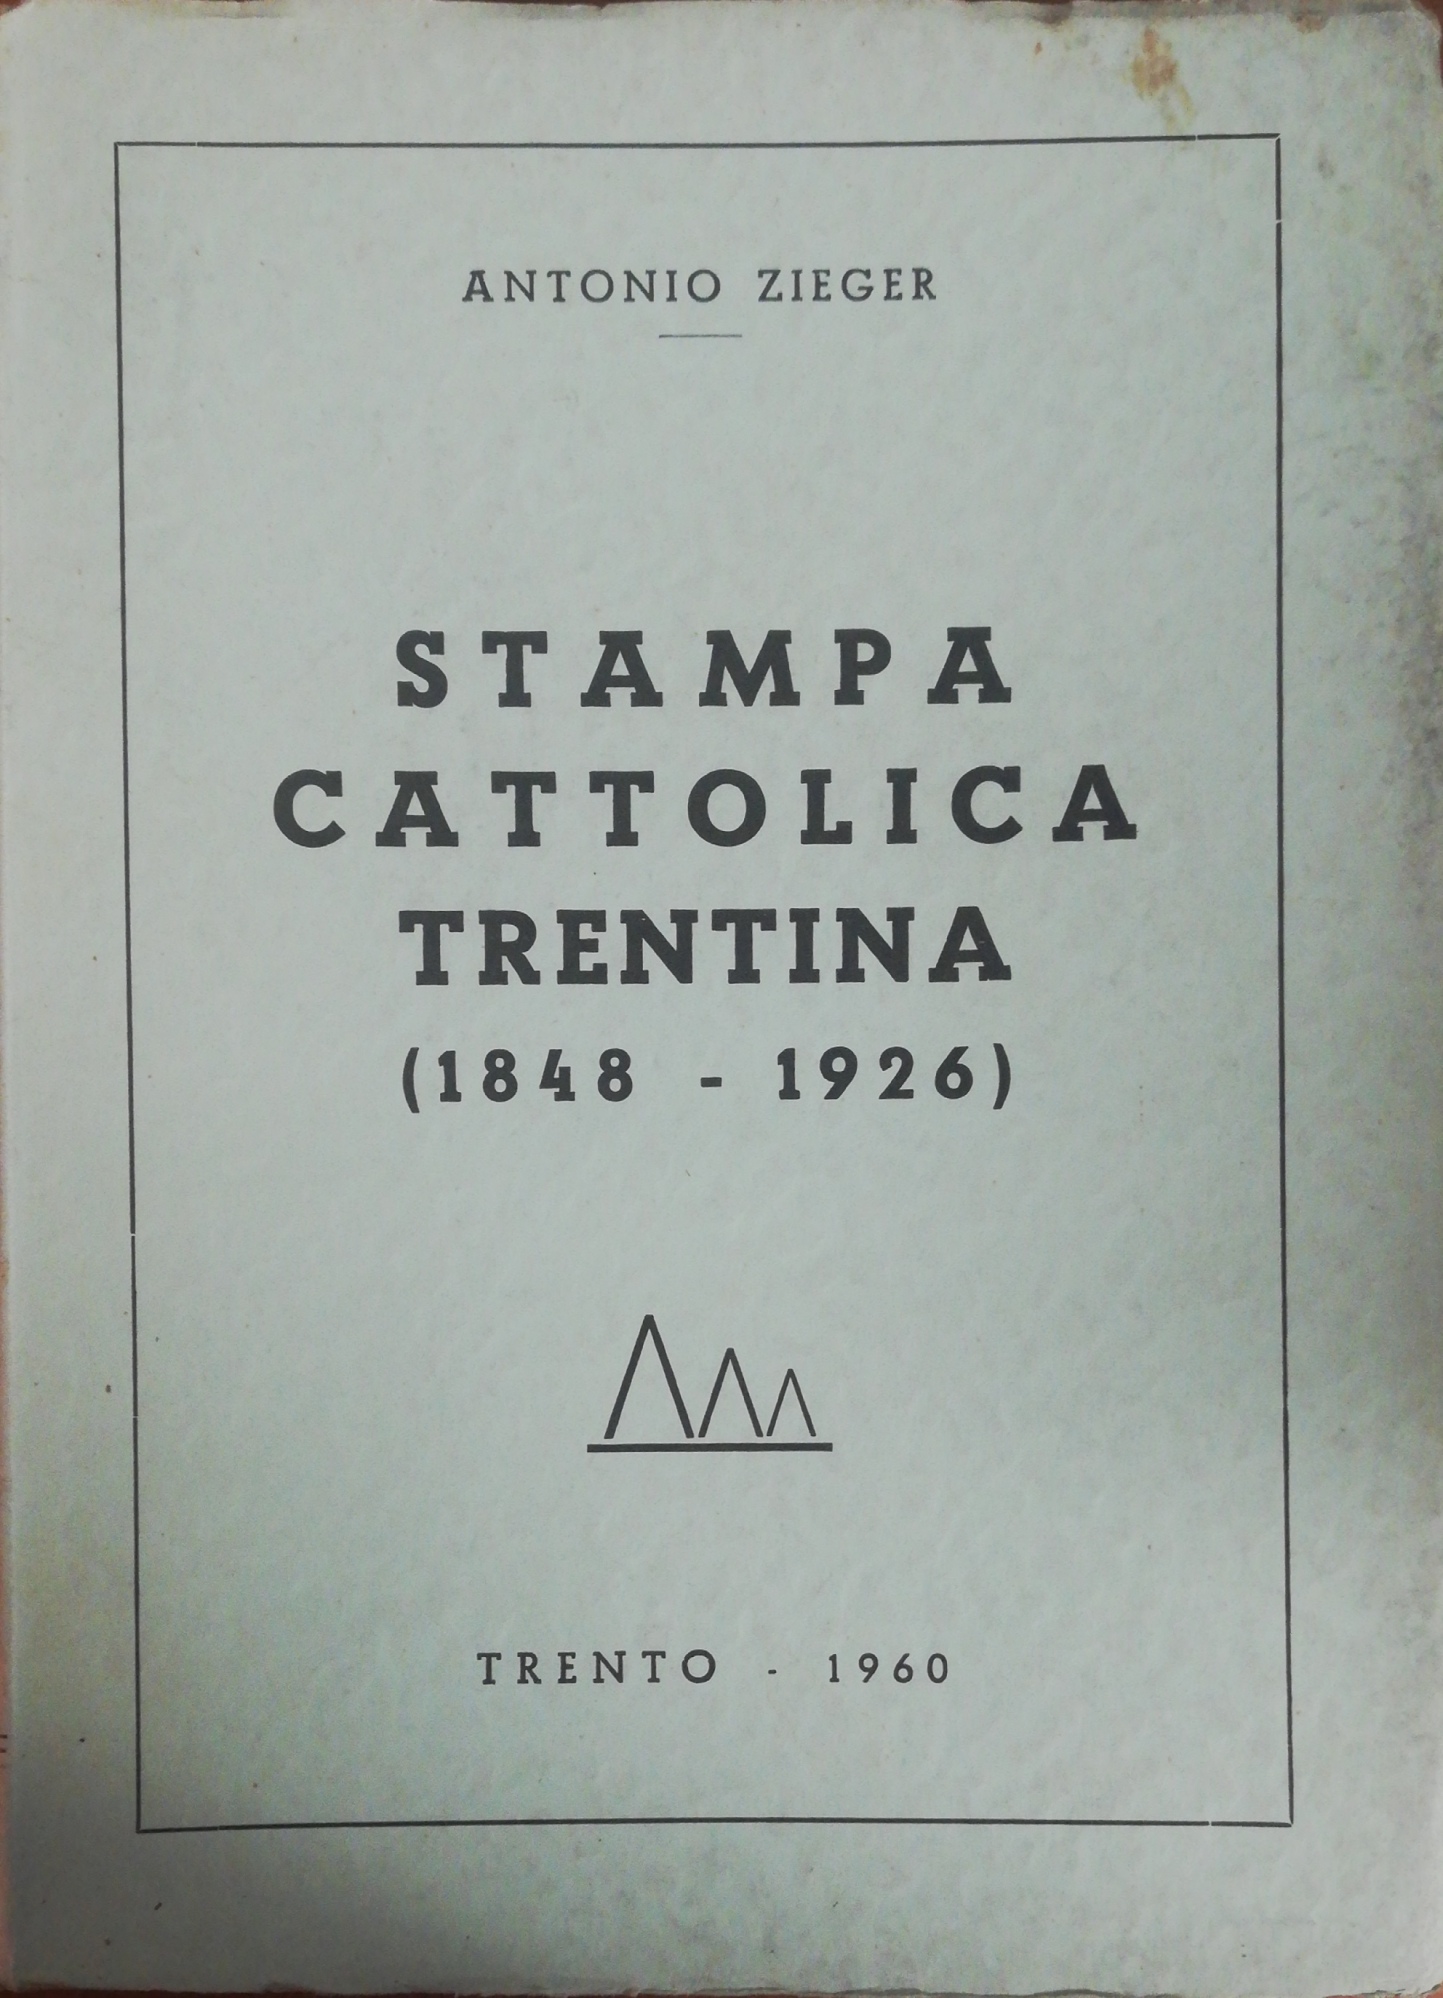 ANTONIO ZIEGER
STAMPA
CATTOLICA
TRENTINA
(1848 - 1926)
TRENTO - 1960